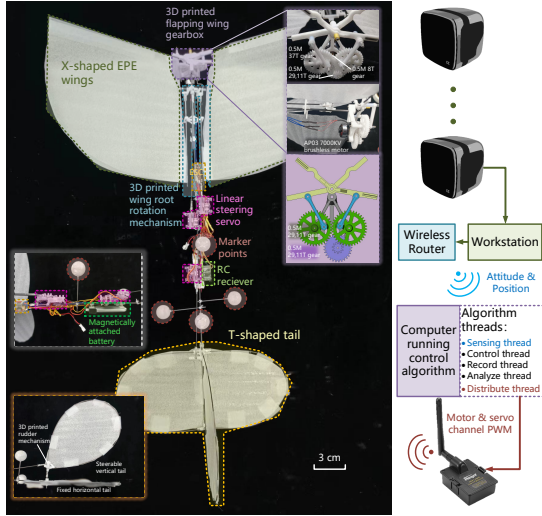 3D printed
flapping wing
gearbox
X-shaped EPE
wings
0.5M
37T gear
0.5M
29,11T gear
0.5M 8T
gear
AP03 7000KV
brushless motor
ESC
3D printed
wing root
rotation
mechanism
Linear
steering
servo
0.5M
29,11T gear
0.5M
29,11T gear
Marker
points
RC
reciever
Magnetically
attached
battery
T-shaped tail
3D printed
rudder
mechanism
Steerable
vertical tail
Fixed horizontal tail
3 cm
Wireless
Router
Workstation
Attitude &
Position
Computer
running
control
algorithm
Algorithm
threads:
• Sensing thread
• Control thread
• Record thread
• Analyze thread
• Distribute thread
Motor & servo
channel PWM